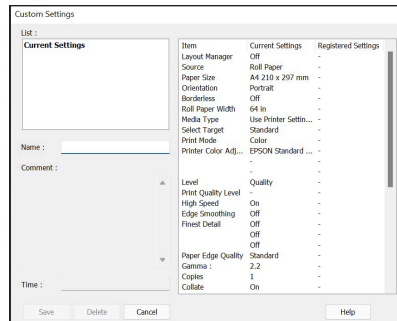 Custom Settings
List :
Current Settings
Name :
Comment :
Time :
Save Delete Cancel
Item Current Settings Registered Settings
Layout Manager Off -
Source Roll Paper -
Paper Size A4 210 x 297 mm -
Orientation Portrait -
Borderless Off -
Roll Paper Width 64 in -
Media Type Use Printer Settin... -
Select Target Standard -
Print Mode Color -
Printer Color Adj... EPSON Standard ... -
- -
- -
Level Quality -
Print Quality Level - -
High Speed On -
Edge Smoothing Off -
Finest Detail Off -
Off -
Off -
Paper Edge Quality Standard -
Gamma : 2.2 -
Copies 1 -
Collate On -
Help